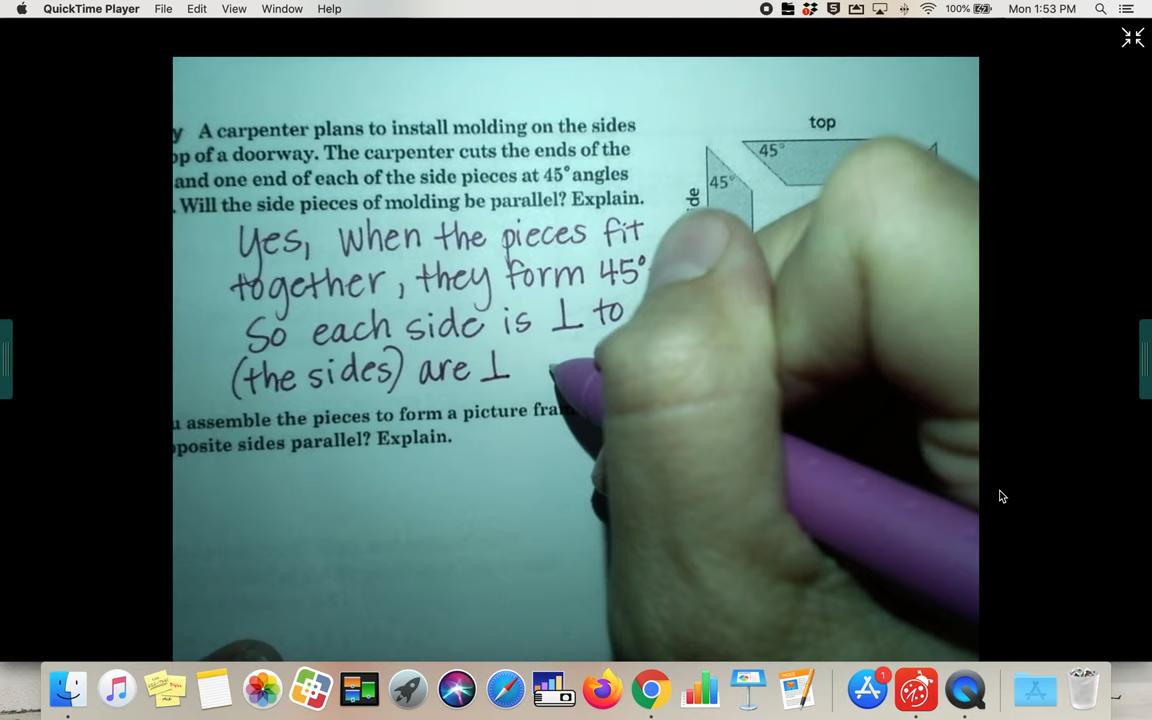 QuickTime Player File Edit View Window Help 100% Mon 1:53 PM
y A carpenter plans to install molding on the sides
op of a doorway. The carpenter cuts the ends of the
and one end of each of the side pieces at 45° angles
. Will the side pieces of molding be parallel? Explain.
top
45°
45°
ide
Yes, when the pieces fit
together, they form 45°
So each side is ⊥ to
(the sides) are ⊥
u assemble the pieces to form a picture fra
pposite sides parallel? Explain.
1